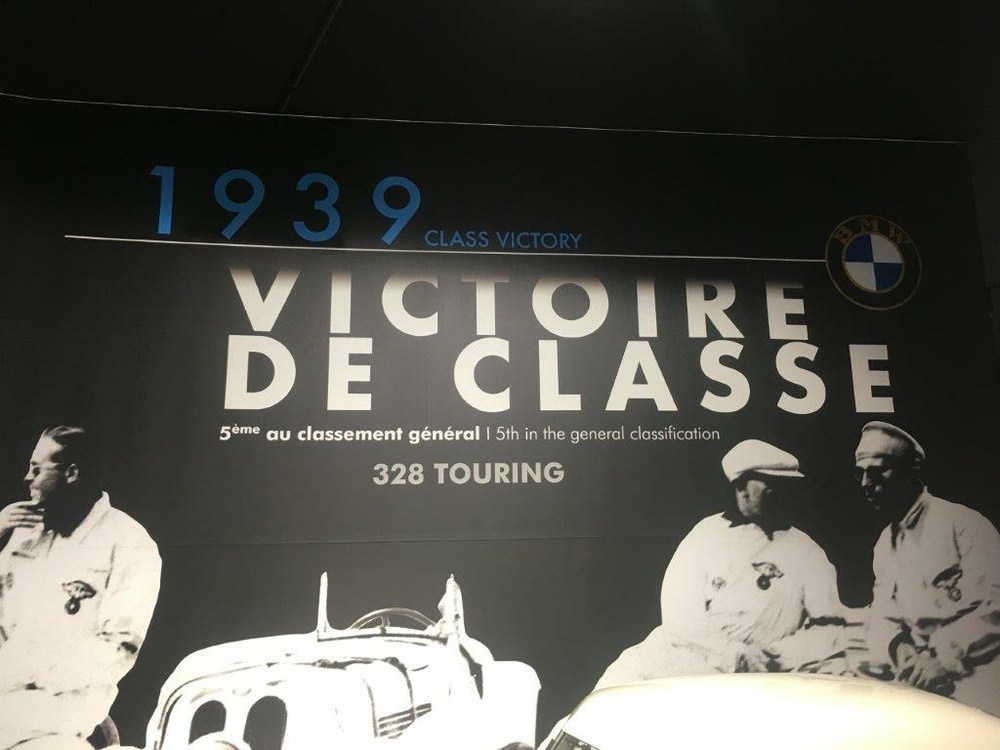 1939 CLASS VICTORY
BMW
VICTOIRE
DE CLASSE
5ème au classement général | 5th in the general classification
328 TOURING